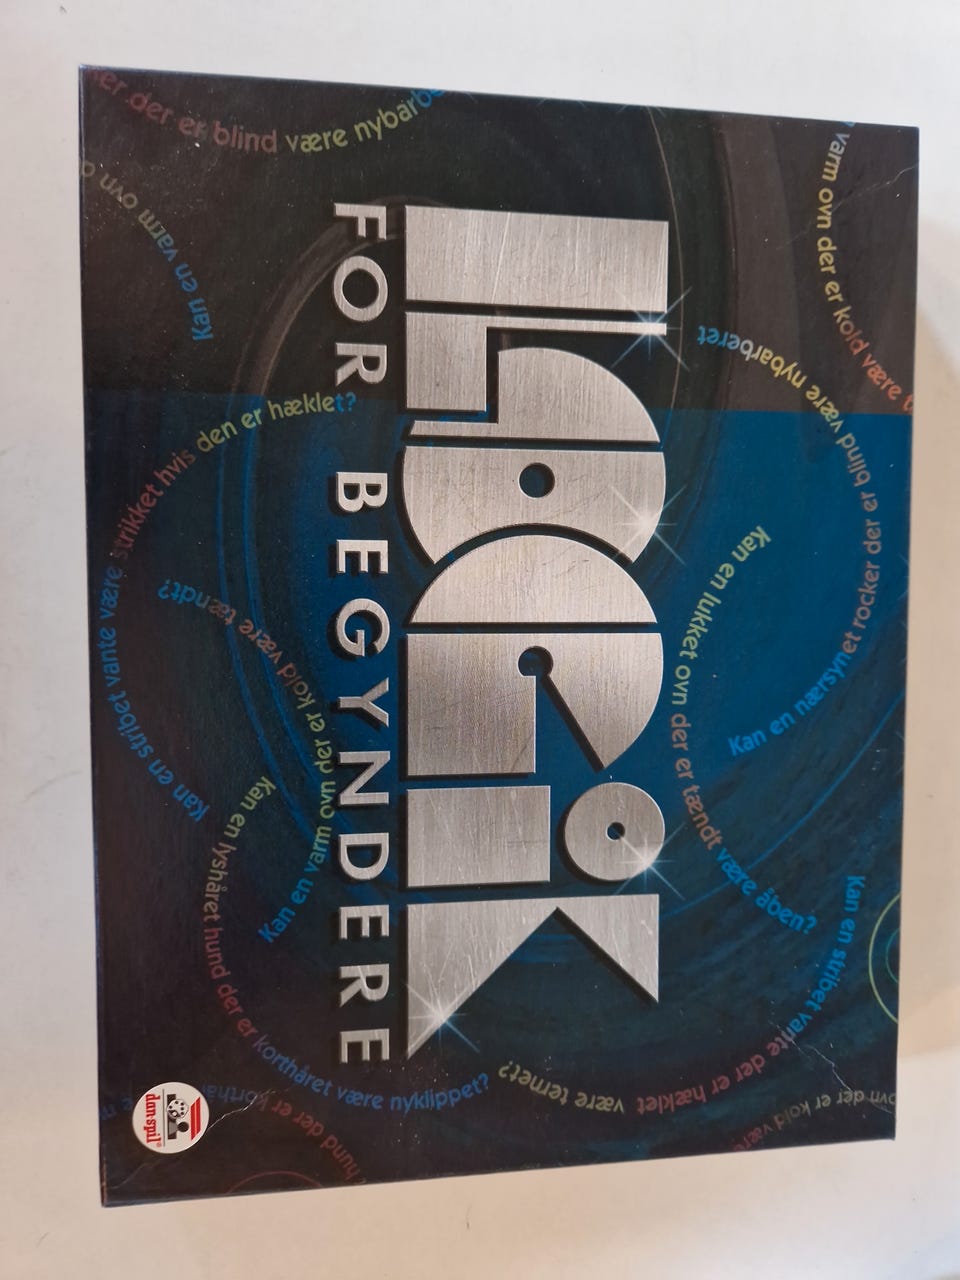 LOGIK
FOR BEGYNDERE
er der er blind være nybarbe
Kan en varm ovn d
varm ovn der er kold være t
Kan en nærsynet rocker der er blind være nybarberet
Kan en lukket ovn der er tændt være åben?
Kan en stribet vante være strikket hvis den er hæklet?
Kan en varm ovn der er kold være tændt?
Kan en lyshåret hund der er korthåret være nyklippet?
Kan en stribet vante der er hæklet være ternet?
ovn der er kold være
hund der er korthår
dan-spil